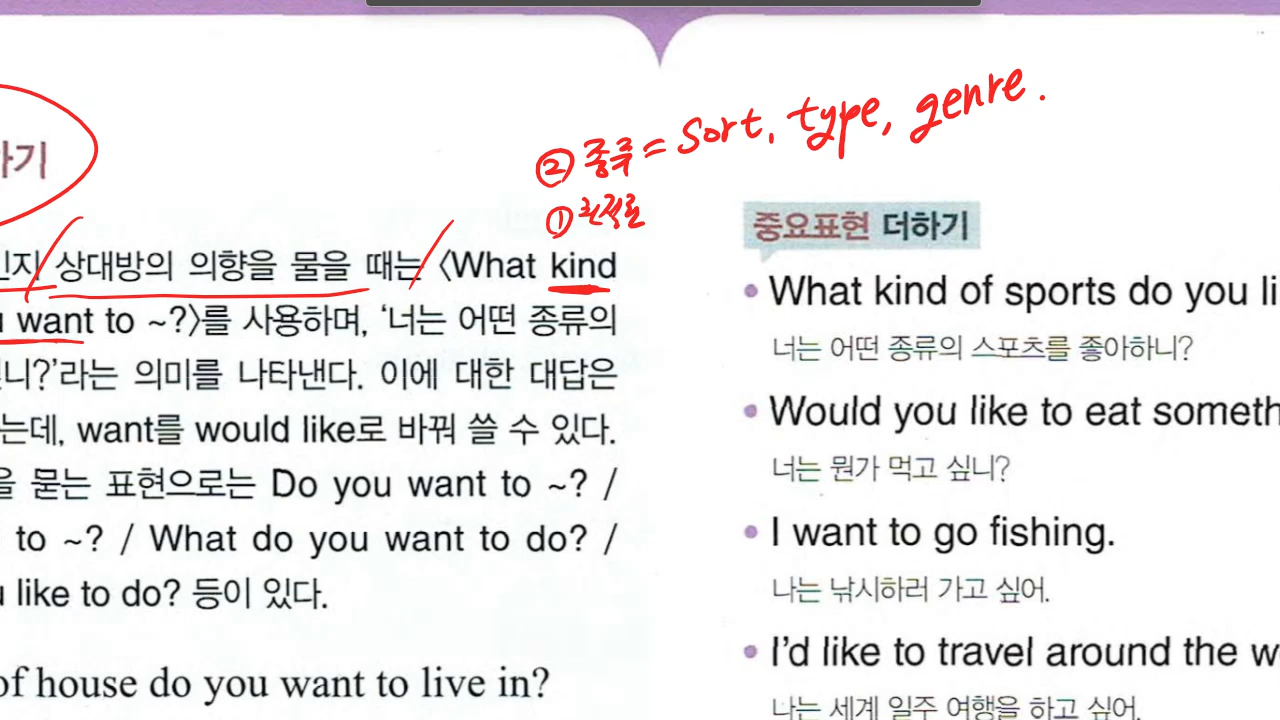 하기
② 종류 = Sort, type, genre.
① 친절한
인지 상대방의 의향을 물을 때는 〈What kind
want to ~?〉를 사용하며, ‘너는 어떤 종류의
니?’라는 의미를 나타낸다. 이에 대한 대답은
는데, want를 would like로 바꿔 쓸 수 있다.
을 묻는 표현으로는 Do you want to ~? /
to ~? / What do you want to do? /
like to do? 등이 있다.
of house do you want to live in?
중요표현 더하기
• What kind of sports do you li
너는 어떤 종류의 스포츠를 좋아하니?
• Would you like to eat someth
너는 뭔가 먹고 싶니?
• I want to go fishing.
나는 낚시하러 가고 싶어.
• I’d like to travel around the w
나는 세계 일주 여행을 하고 싶어.